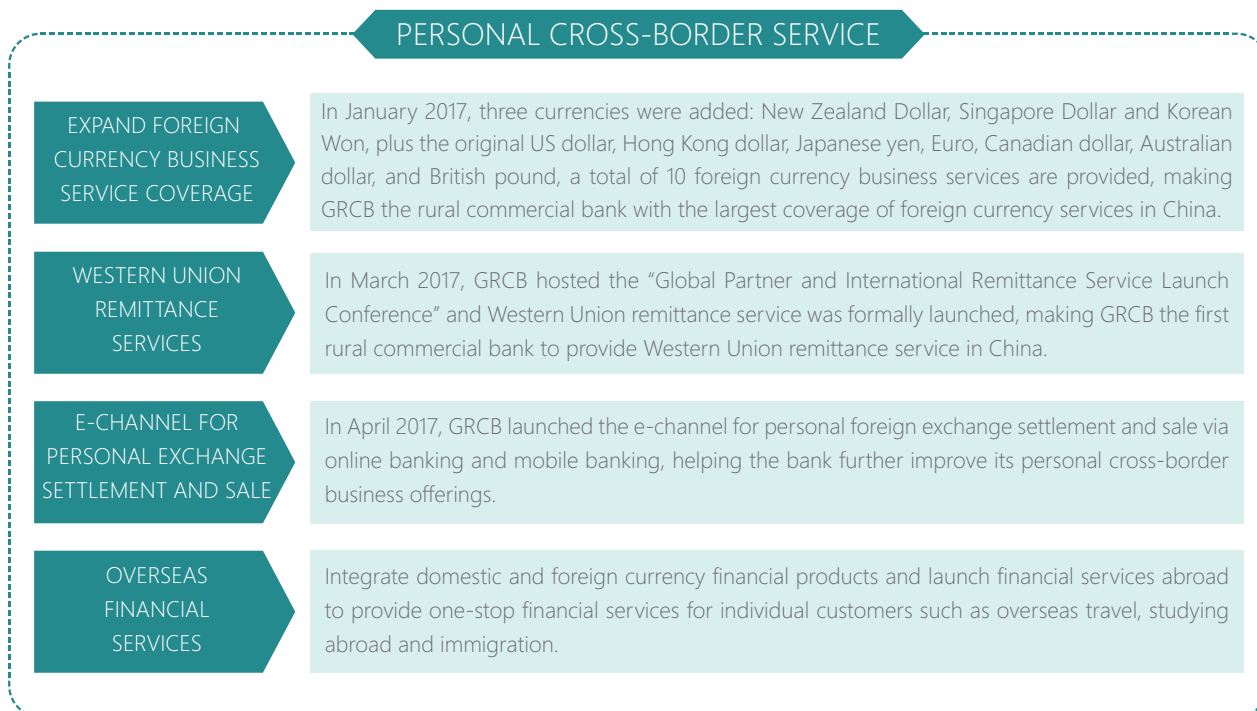 PERSONAL CROSS-BORDER SERVICE
EXPAND FOREIGN
CURRENCY BUSINESS
SERVICE COVERAGE
In January 2017, three currencies were added: New Zealand Dollar, Singapore Dollar and Korean
Won, plus the original US dollar, Hong Kong dollar, Japanese yen, Euro, Canadian dollar, Australian
dollar, and British pound, a total of 10 foreign currency business services are provided, making
GRCB the rural commercial bank with the largest coverage of foreign currency services in China.
WESTERN UNION
REMITTANCE
SERVICES
In March 2017, GRCB hosted the “Global Partner and International Remittance Service Launch
Conference” and Western Union remittance service was formally launched, making GRCB the first
rural commercial bank to provide Western Union remittance service in China.
E-CHANNEL FOR
PERSONAL EXCHANGE
SETTLEMENT AND SALE
In April 2017, GRCB launched the e-channel for personal foreign exchange settlement and sale via
online banking and mobile banking, helping the bank further improve its personal cross-border
business offerings.
OVERSEAS
FINANCIAL
SERVICES
Integrate domestic and foreign currency financial products and launch financial services abroad
to provide one-stop financial services for individual customers such as overseas travel, studying
abroad and immigration.